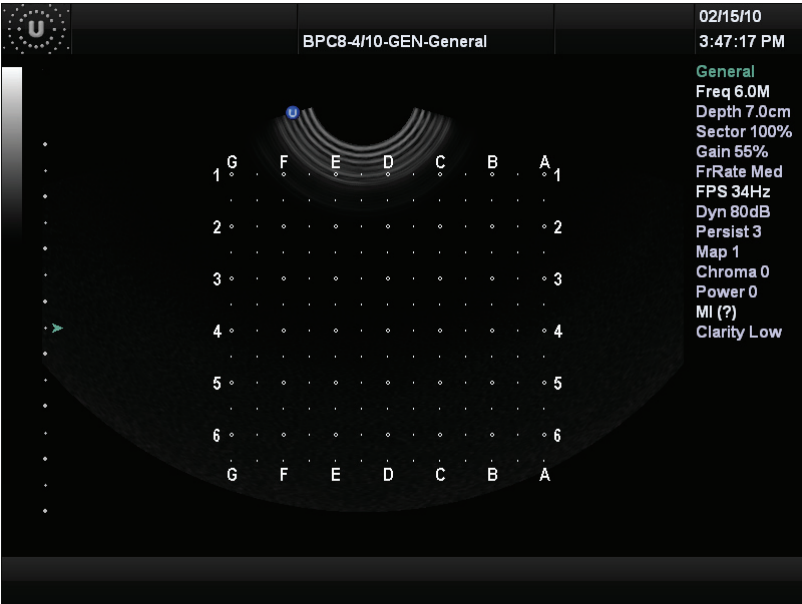 02/15/10
U
BPC8-4/10-GEN-General
3:47:17 PM
General
Freq 6.0M
Depth 7.0cm
Sector 100%
Gain 55%
FrRate Med
FPS 34Hz
Dyn 80dB
Persist 3
Map 1
Chroma 0
Power 0
MI (?)
Clarity Low
U
G F E D C B A
1 1
2 2
3 3
4 4
5 5
6 6
G F E D C B A